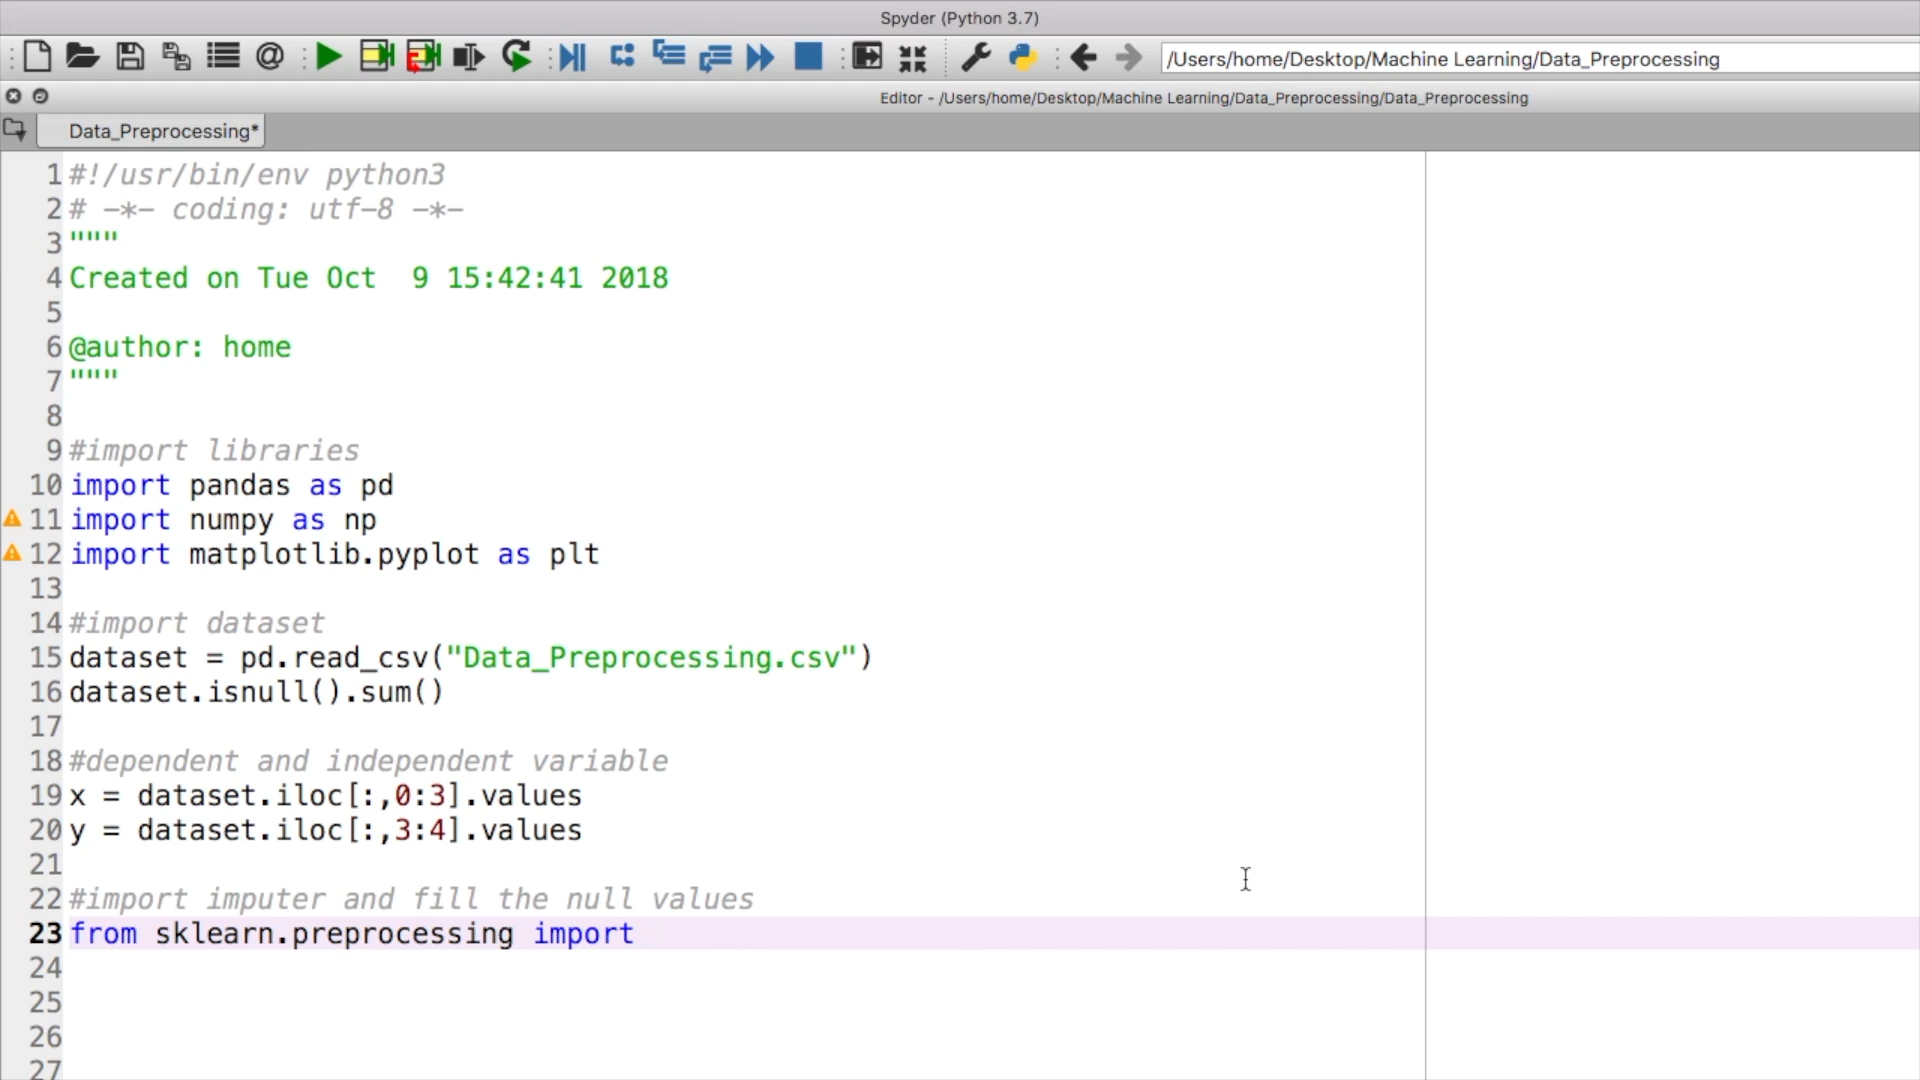 Spyder (Python 3.7)
/Users/home/Desktop/Machine Learning/Data_Preprocessing
Editor - /Users/home/Desktop/Machine Learning/Data_Preprocessing/Data_Preprocessing
Data_Preprocessing*
1 #!/usr/bin/env python3
2 # -*- coding: utf-8 -*-
3 """
4 Created on Tue Oct  9 15:42:41 2018
5
6 @author: home
7 """
8
9 #import libraries
10 import pandas as pd
11 import numpy as np
12 import matplotlib.pyplot as plt
13
14 #import dataset
15 dataset = pd.read_csv("Data_Preprocessing.csv")
16 dataset.isnull().sum()
17
18 #dependent and independent variable
19 x = dataset.iloc[:,0:3].values
20 y = dataset.iloc[:,3:4].values
21
22 #import imputer and fill the null values
23 from sklearn.preprocessing import
24
25
26
27